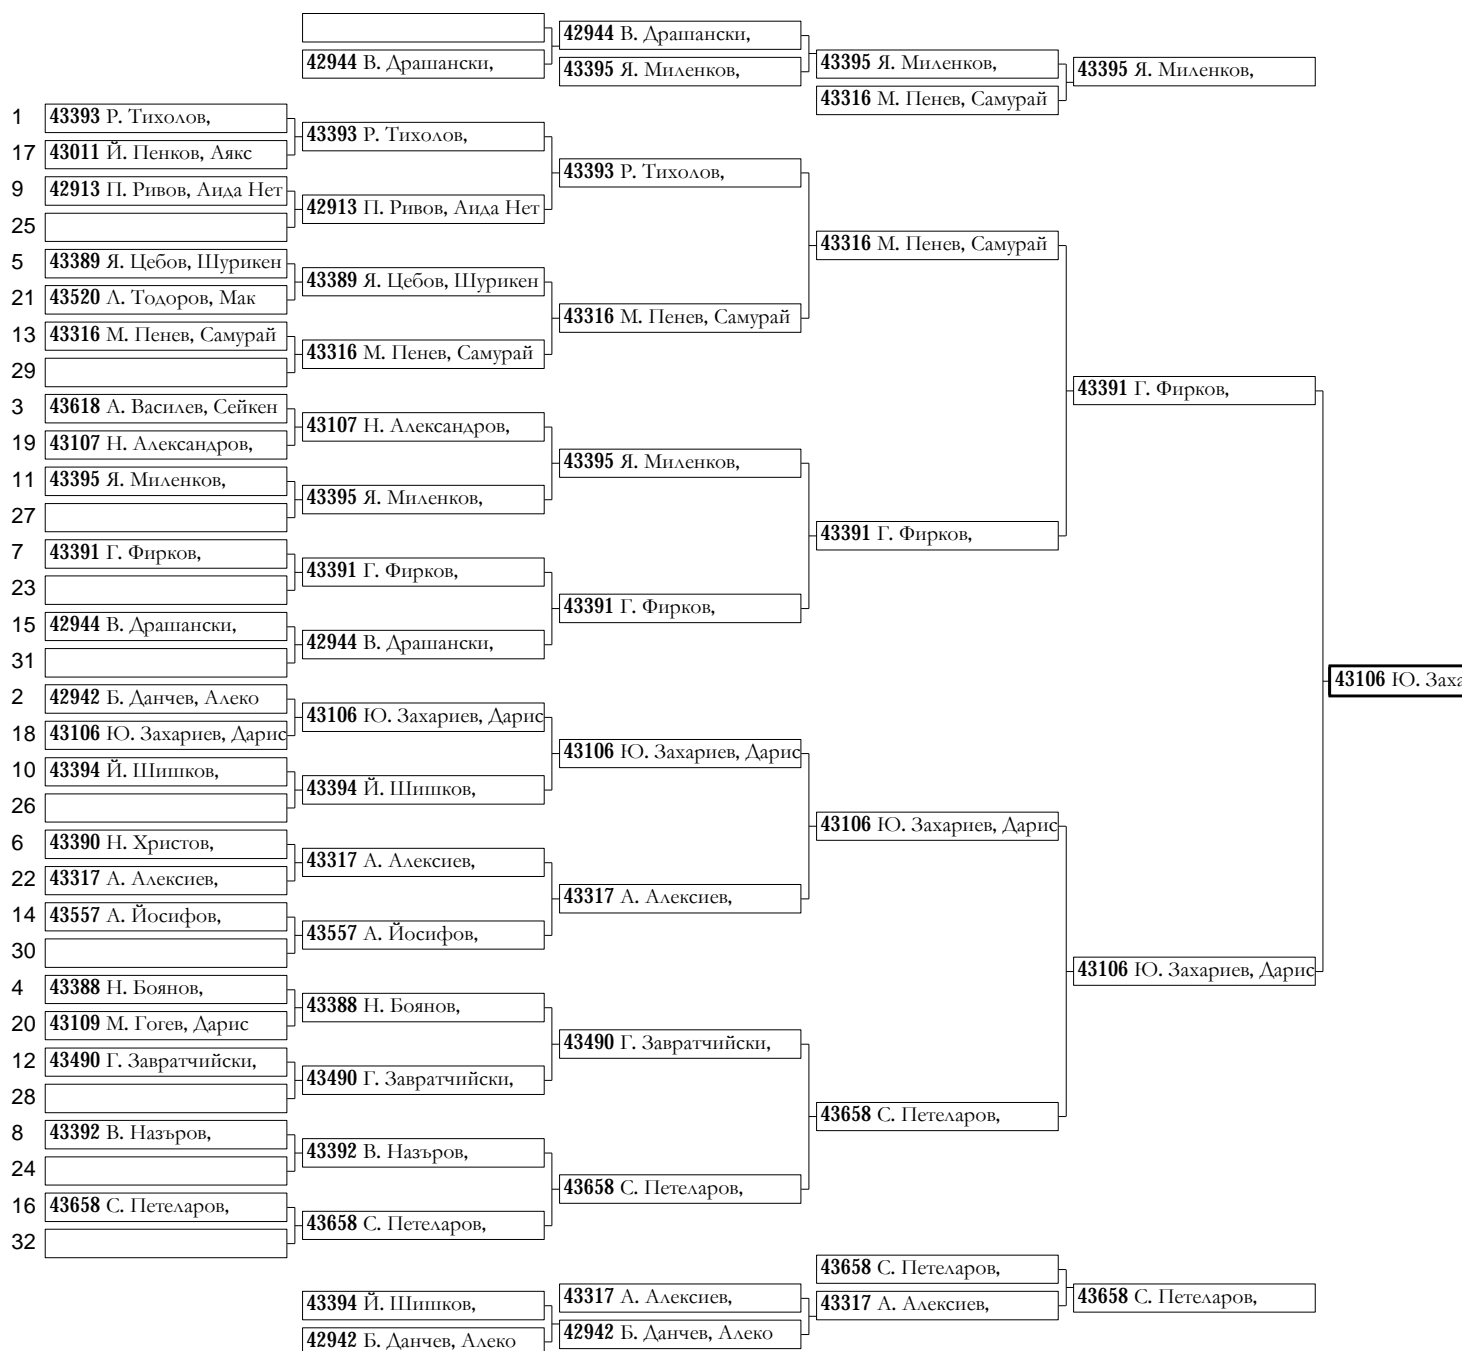 42944 В. Драшански,
42944 В. Драшански,
43395 Я. Миленков,
43395 Я. Миленков,
43395 Я. Миленков,
43316 М. Пенев, Самурай
1 43393 Р. Тихолов,
17 43011 Й. Пенков, Аякс
9 42913 П. Ривов, Аида Нет
25
5 43389 Я. Цебов, Шурикен
21 43520 Л. Тодоров, Мак
13 43316 М. Пенев, Самурай
29
3 43618 А. Василев, Сейкен
19 43107 Н. Александров,
11 43395 Я. Миленков,
27
7 43391 Г. Фирков,
23
15 42944 В. Драшански,
31
2 42942 Б. Данчев, Алеко
18 43106 Ю. Захариев, Дарис
10 43394 Й. Шишков,
26
6 43390 Н. Христов,
22 43317 А. Алексиев,
14 43557 А. Йосифов,
30
4 43388 Н. Боянов,
20 43109 М. Гогев, Дарис
12 43490 Г. Завратчийски,
28
8 43392 В. Назъров,
24
16 43658 С. Петеларов,
32
43393 Р. Тихолов,
42913 П. Ривов, Аида Нет
43389 Я. Цебов, Шурикен
43316 М. Пенев, Самурай
43107 Н. Александров,
43395 Я. Миленков,
43391 Г. Фирков,
42944 В. Драшански,
43106 Ю. Захариев, Дарис
43394 Й. Шишков,
43317 А. Алексиев,
43557 А. Йосифов,
43388 Н. Боянов,
43490 Г. Завратчийски,
43392 В. Назъров,
43658 С. Петеларов,
43393 Р. Тихолов,
43316 М. Пенев, Самурай
43395 Я. Миленков,
43391 Г. Фирков,
43106 Ю. Захариев, Дарис
43317 А. Алексиев,
43490 Г. Завратчийски,
43658 С. Петеларов,
43316 М. Пенев, Самурай
43391 Г. Фирков,
43106 Ю. Захариев, Дарис
43658 С. Петеларов,
43391 Г. Фирков,
43106 Ю. Захариев, Дарис
43106 Ю.
43394 Й. Шишков,
42942 Б. Данчев, Алеко
43317 А. Алексиев,
42942 Б. Данчев, Алеко
43658 С. Петеларов,
43317 А. Алексиев,
43658 С. Петеларов,